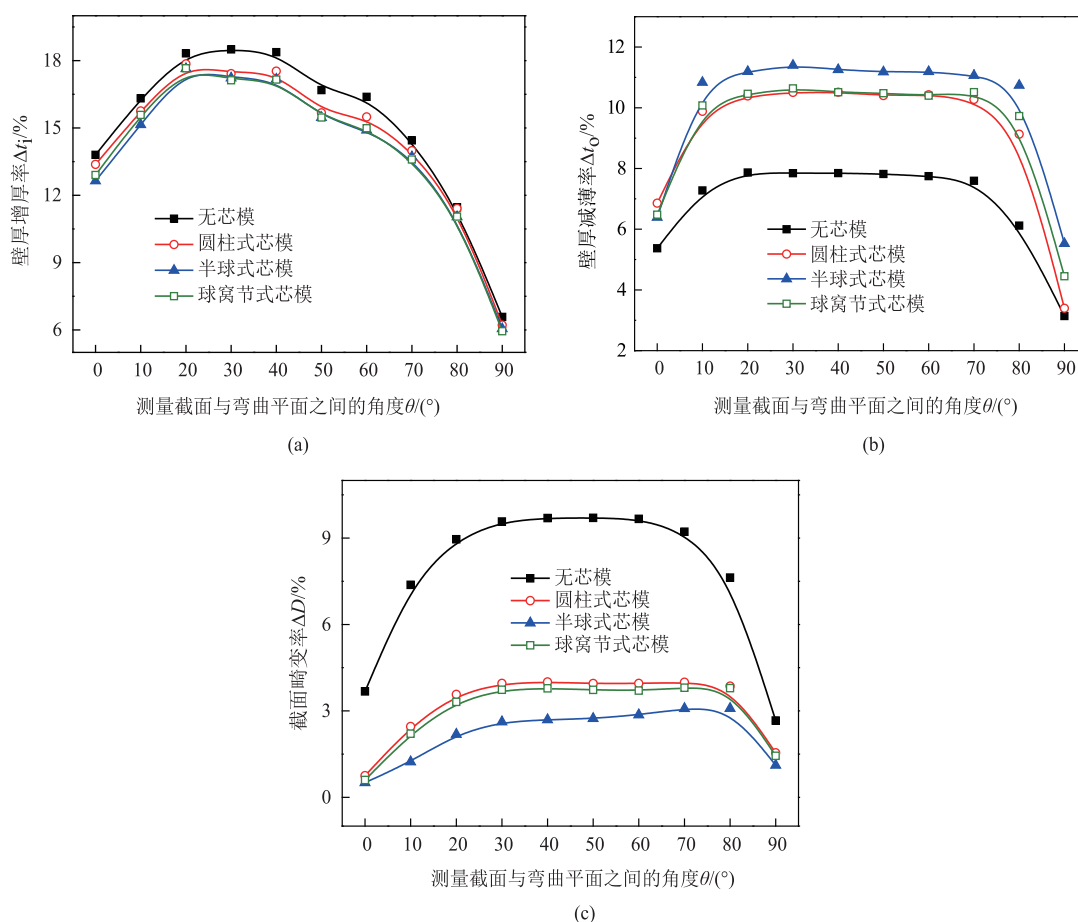 壁厚增厚率Δti/%
18
15
12
9
6
无芯模
圆柱式芯模
半球式芯模
球窝节式芯模
0 10 20 30 40 50 60 70 80 90
测量截面与弯曲平面之间的角度θ/(°)
(a)
壁厚减薄率Δto/%
12
10
8
6
4
2
无芯模
圆柱式芯模
半球式芯模
球窝节式芯模
0 10 20 30 40 50 60 70 80 90
测量截面与弯曲平面之间的角度θ/(°)
(b)
截面畸变率ΔD/%
9
6
3
0
无芯模
圆柱式芯模
半球式芯模
球窝节式芯模
0 10 20 30 40 50 60 70 80 90
测量截面与弯曲平面之间的角度θ/(°)
(c)